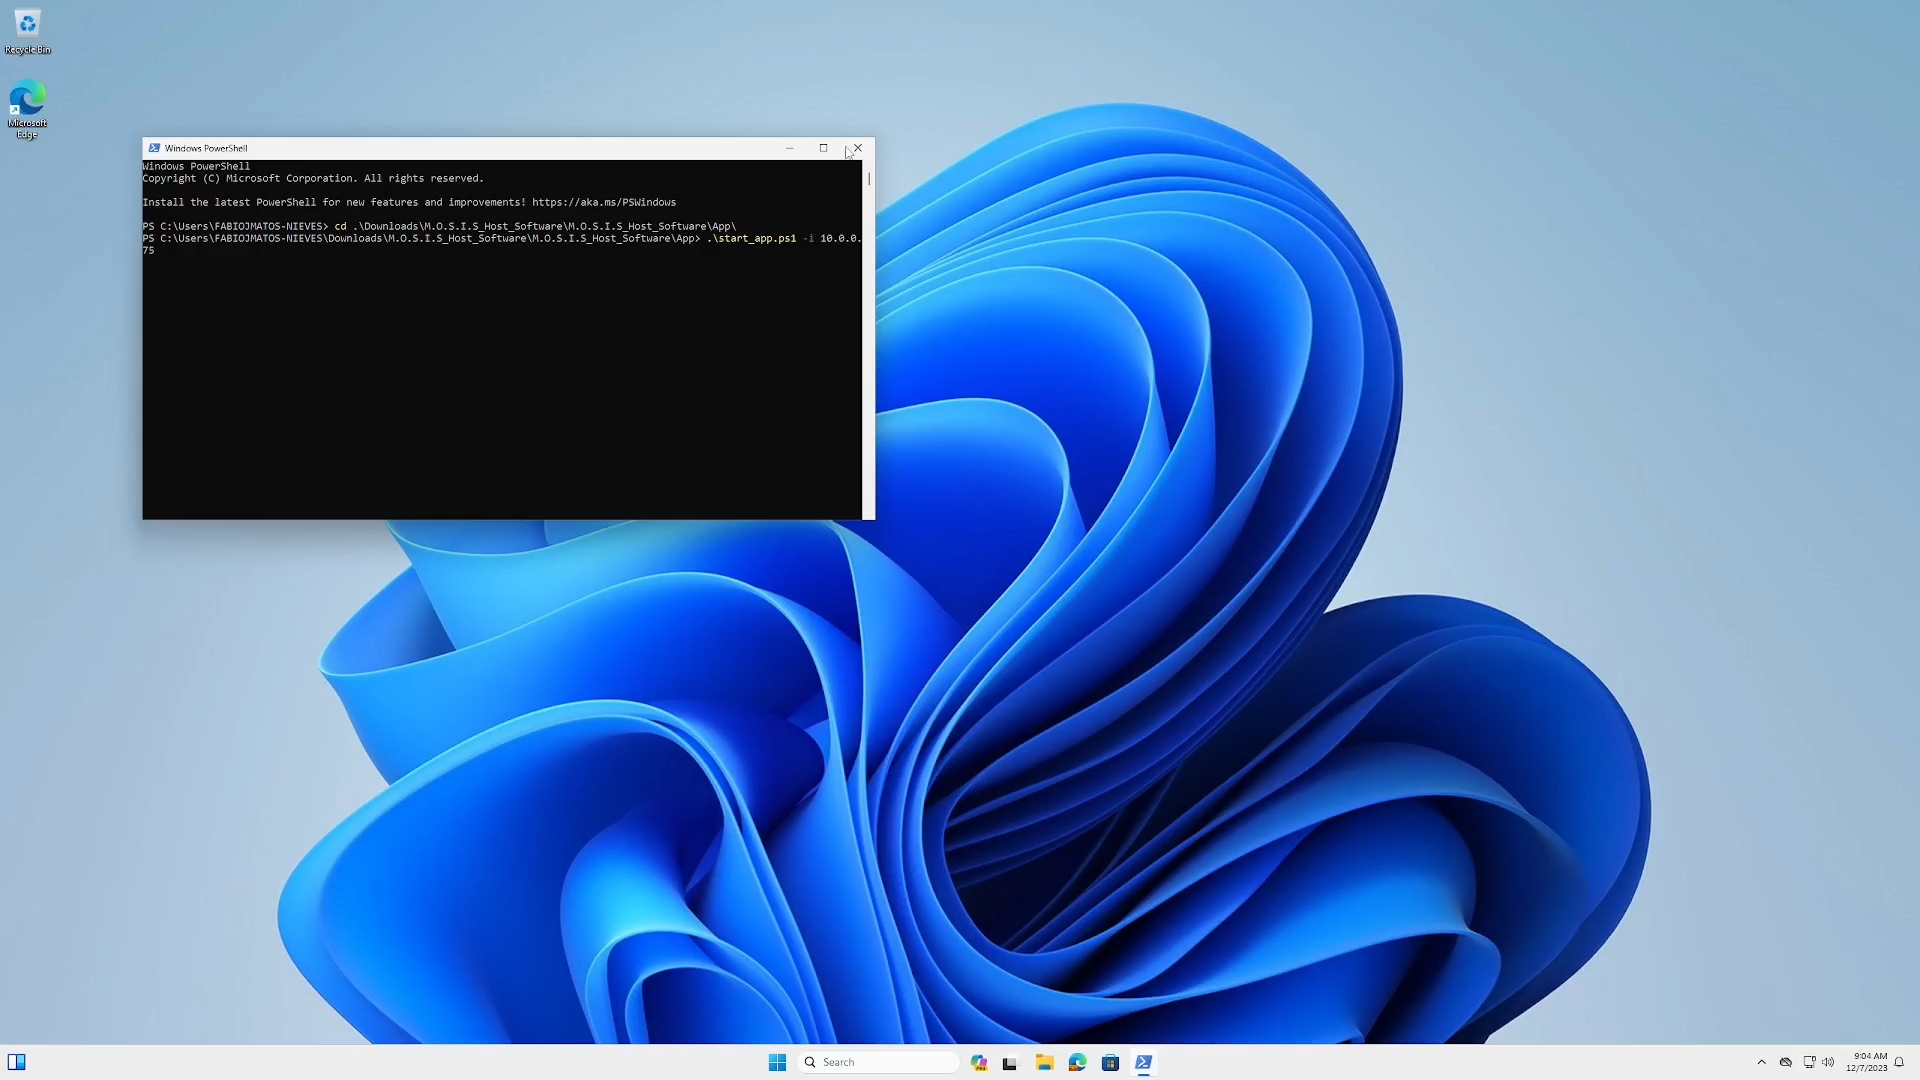 Recycle Bin
Microsoft
Edge
Windows PowerShell
Windows PowerShell
Copyright (C) Microsoft Corporation. All rights reserved.
Install the latest PowerShell for new features and improvements! https://aka.ms/PSWindows
PS C:\Users\FABIOJMATOS-NIEVES> cd .\Downloads\M.O.S.I.S_Host_Software\M.O.S.I.S_Host_Software\App\
PS C:\Users\FABIOJMATOS-NIEVES\Downloads\M.O.S.I.S_Host_Software\M.O.S.I.S_Host_Software\App> .\start_app.ps1 -i 10.0.0.
75
Search
9:04 AM
12/7/2023